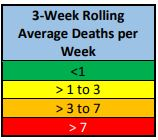 3-Week Rolling
Average Deaths per
Week
<1
> 1 to 3
> 3 to 7
> 7